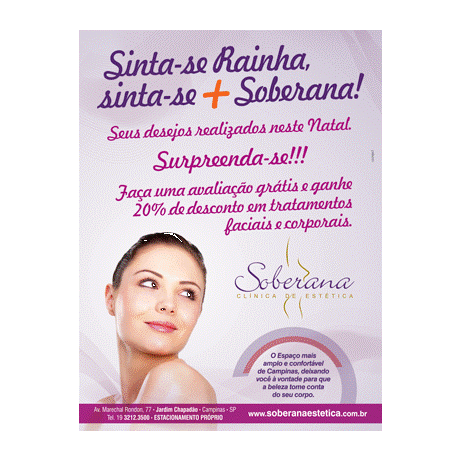 Sinta-se Rainha,
sinta-se + Soberana!
Seus desejos realizados neste Natal.
Surpreenda-se!!!
Faça uma avaliação grátis e ganhe
20% de desconto em tratamentos
faciais e corporais.
Soberana
CLÍNICA DE ESTÉTICA
O Espaço mais
amplo e confortável
de Campinas, deixando
você à vontade para que
a beleza tome conta
do seu corpo.
Av. Marechal Rondon, 77 - Jardim Chapadão - Campinas - SP
Tel. 19 3212.3500 - ESTACIONAMENTO PRÓPRIO
www.soberanaestetica.com.br